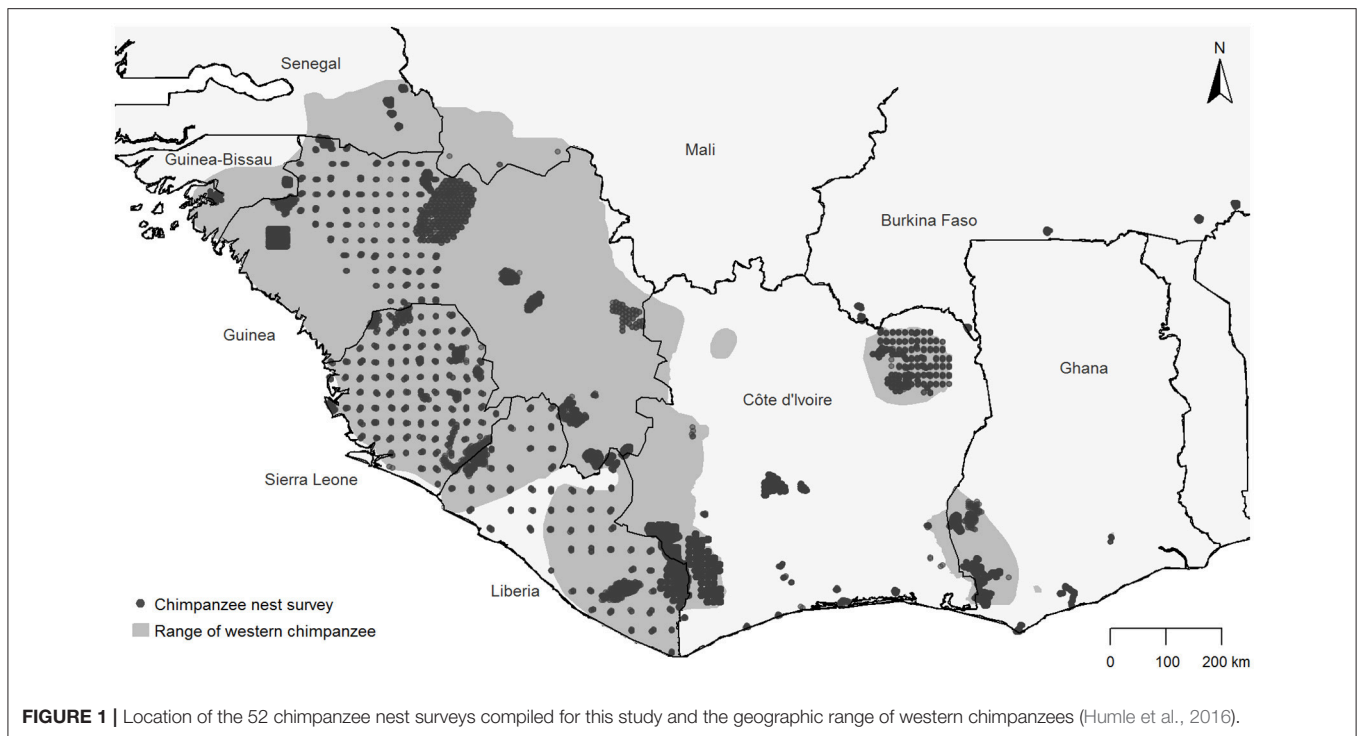 Senegal
N
Mali
Guinea-Bissau
Burkina Faso
Guinea
Ghana
Côte d'Ivoire
Sierra Leone
Liberia
Chimpanzee nest survey
Range of western chimpanzee
0 100 200 km
FIGURE 1 | Location of the 52 chimpanzee nest surveys compiled for this study and the geographic range of western chimpanzees (Humle et al., 2016).